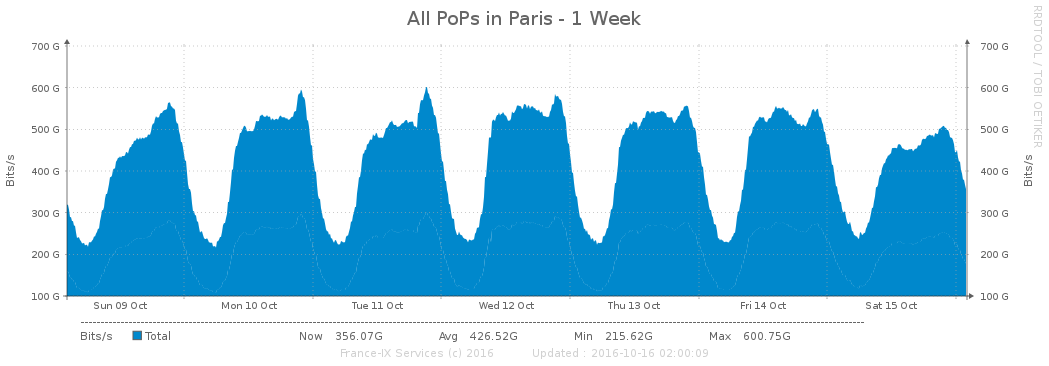 All PoPs in Paris - 1 Week
RRDTOOL / TOBI OETIKER
700 G 700 G
600 G 600 G
500 G 500 G
400 G 400 G
300 G 300 G
200 G 200 G
100 G 100 G
Bits/s
Bits/s
Sun 09 Oct Mon 10 Oct Tue 11 Oct Wed 12 Oct Thu 13 Oct Fri 14 Oct Sat 15 Oct
Bits/s Total Now 356.07G Avg 426.52G Min 215.62G Max 600.75G
France-IX Services (c) 2016 Updated : 2016-10-16 02:00:09